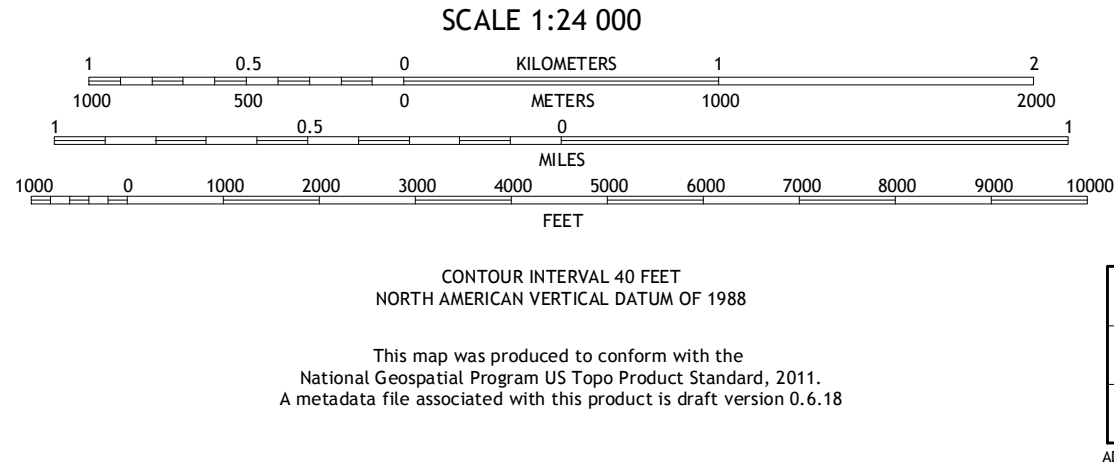 SCALE 1:24 000
1 0.5 0 KILOMETERS 1 2
1000 500 0 METERS 1000 2000
1 0.5 0 1
MILES
1000 0 1000 2000 3000 4000 5000 6000 7000 8000 9000 10000
FEET
CONTOUR INTERVAL 40 FEET
NORTH AMERICAN VERTICAL DATUM OF 1988
This map was produced to conform with the
National Geospatial Program US Topo Product Standard, 2011.
A metadata file associated with this product is draft version 0.6.18